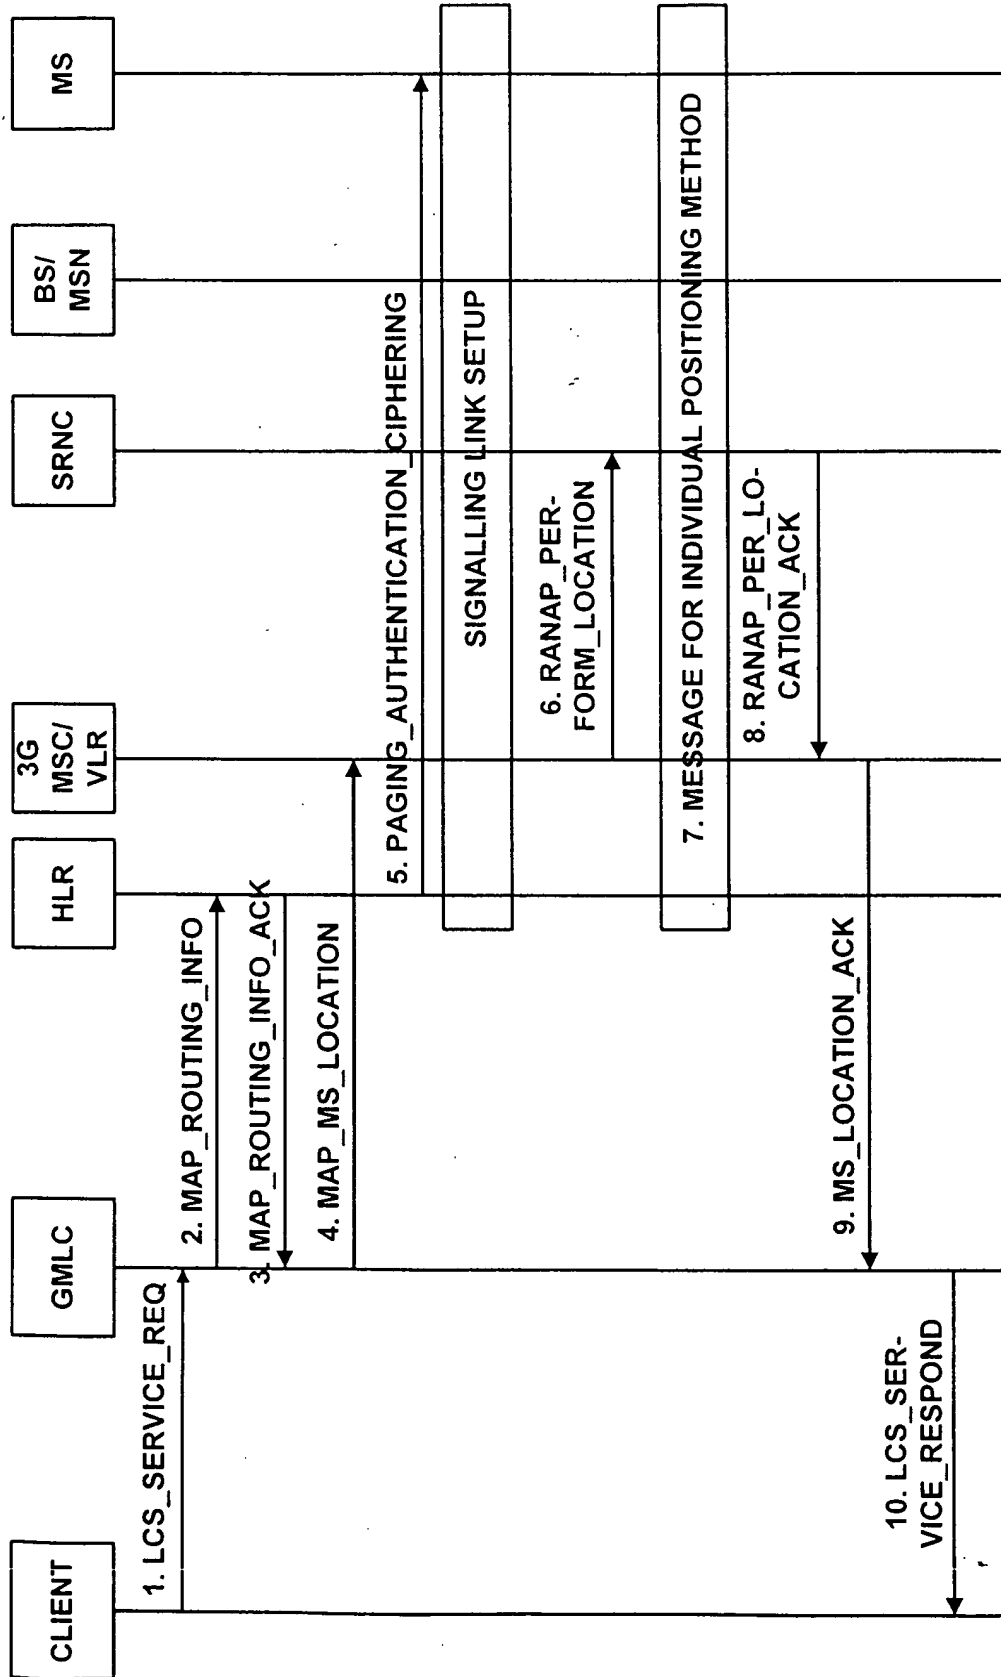 CLIENT
GMLC
HLR
3G
MSC/
VLR
SRNC
BS/
MSN
MS
1. LCS_SERVICE_REQ
2. MAP_ROUTING_INFO
3. MAP_ROUTING_INFO_ACK
4. MAP_MS_LOCATION
5. PAGING_AUTHENTICATION_CIPHERING
SIGNALLING LINK SETUP
6. RANAP_PER-
FORM_LOCATION
7. MESSAGE FOR INDIVIDUAL POSITIONING METHOD
8. RANAP_PER_LO-
CATION_ACK
9. MS_LOCATION_ACK
10. LCS_SER-
VICE_RESPOND